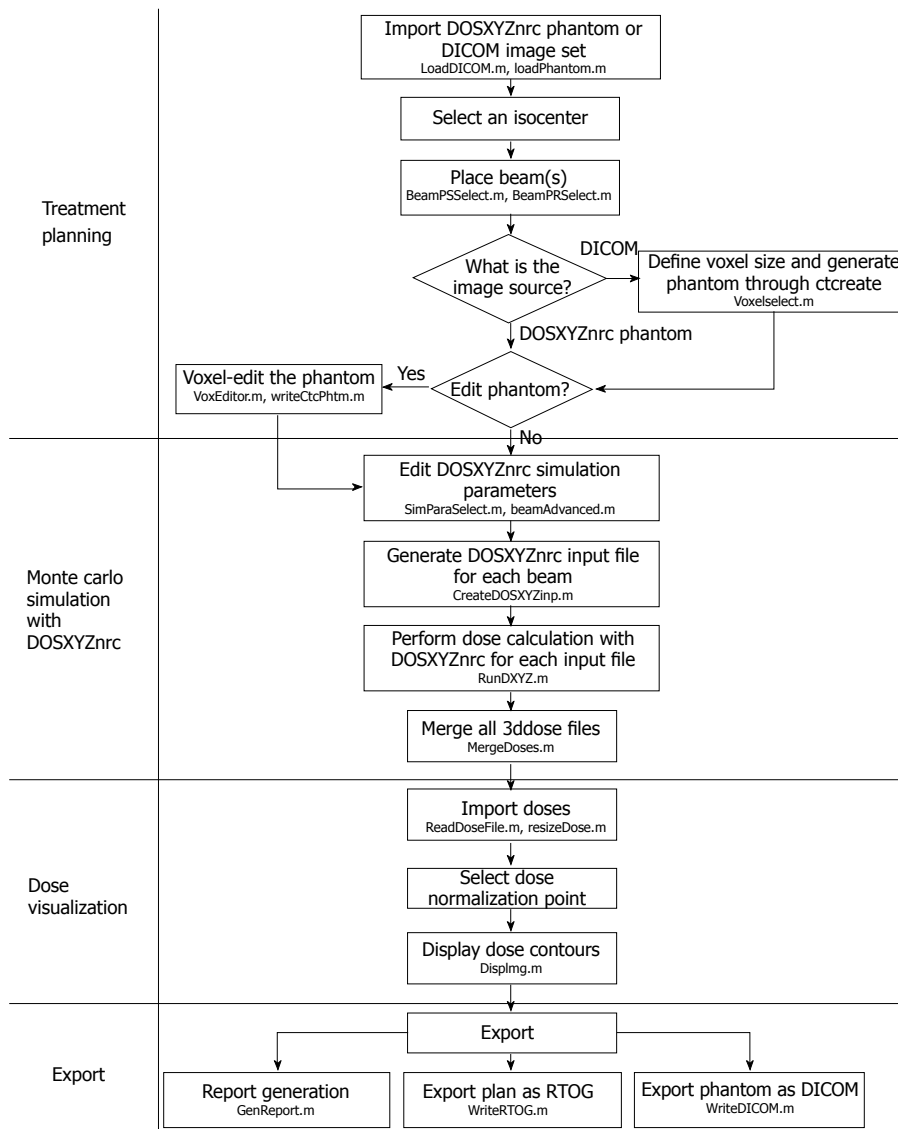 Import DOSXYZnrc phantom or
DICOM image set
LoadDICOM.m, loadPhantom.m
Select an isocenter
Place beam(s)
BeamPSSelect.m, BeamPRSelect.m
Treatment
planning
What is the
image source?
DICOM
Define voxel size and generate
phantom through ctcreate
Voxelselect.m
DOSXYZnrc phantom
Voxel-edit the phantom
VoxEditor.m, writeCtcPhtm.m
Yes
Edit phantom?
No
Edit DOSXYZnrc simulation
parameters
SimParaSelect.m, beamAdvanced.m
Monte carlo
simulation
with
DOSXYZnrc
Generate DOSXYZnrc input file
for each beam
CreateDOSXYZinp.m
Perform dose calculation with
DOSXYZnrc for each input file
RunDXYZ.m
Merge all 3ddose files
MergeDoses.m
Dose
visualization
Import doses
ReadDoseFile.m, resizeDose.m
Select dose
normalization point
Display dose contours
DispImg.m
Export
Export
Report generation
GenReport.m
Export plan as RTOG
WriteRTOG.m
Export phantom as DICOM
WriteDICOM.m